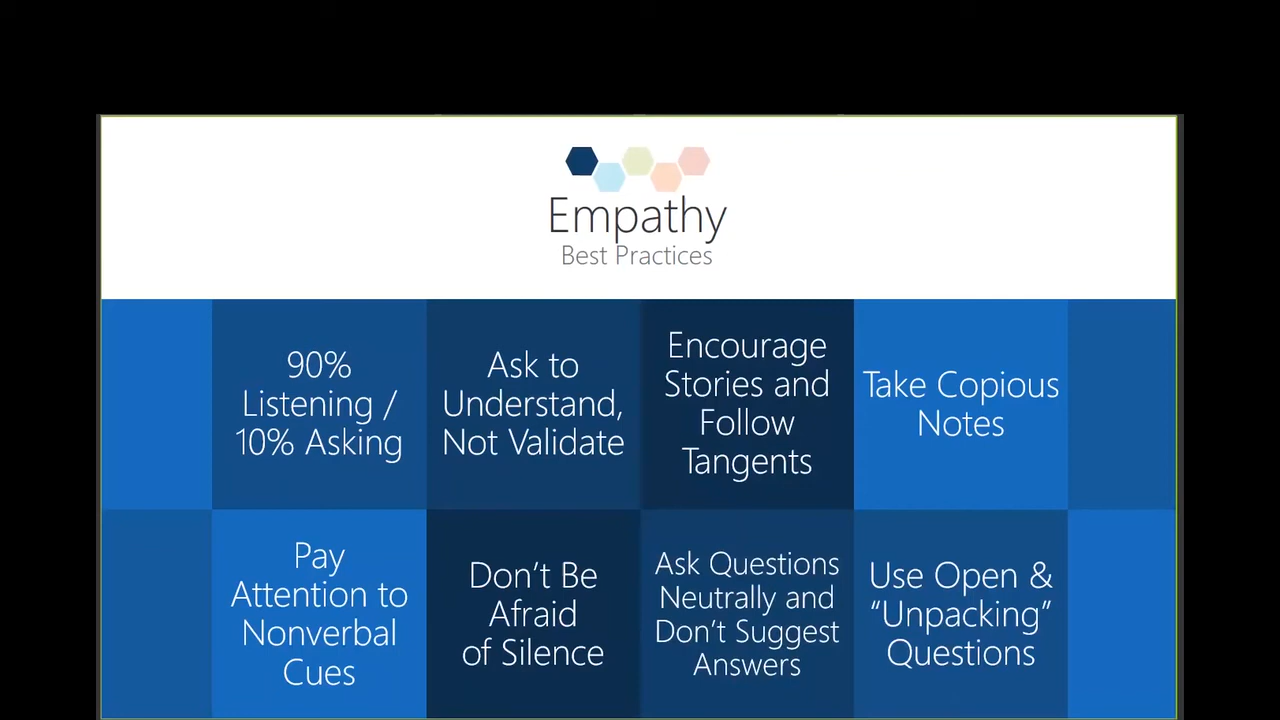 Empathy
Best Practices
90%
Listening /
10% Asking
Ask to
Understand,
Not Validate
Encourage
Stories and
Follow
Tangents
Take Copious
Notes
Pay
Attention to
Nonverbal
Cues
Don’t Be
Afraid
of Silence
Ask Questions
Neutrally and
Don’t Suggest
Answers
Use Open &
“Unpacking”
Questions